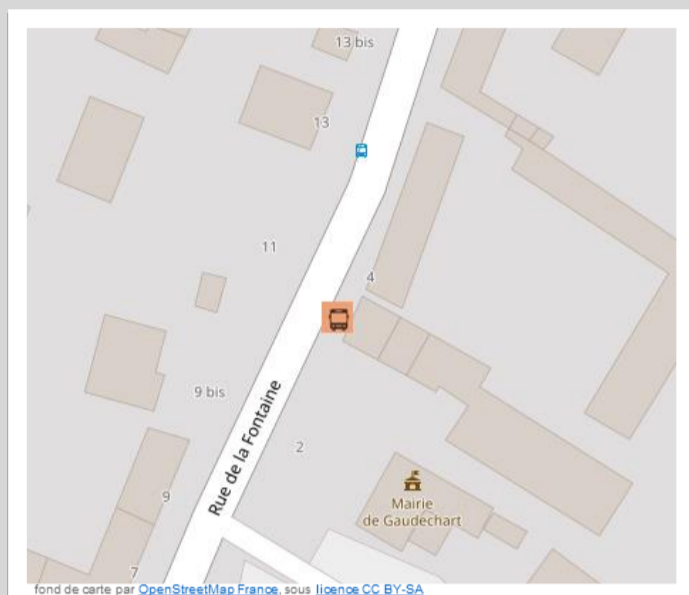 13 bis
13
11
4
9 bis
Rue de la Fontaine
2
9
Mairie
de Gaudechart
7
fond de carte par OpenStreetMap France, sous licence CC BY-SA